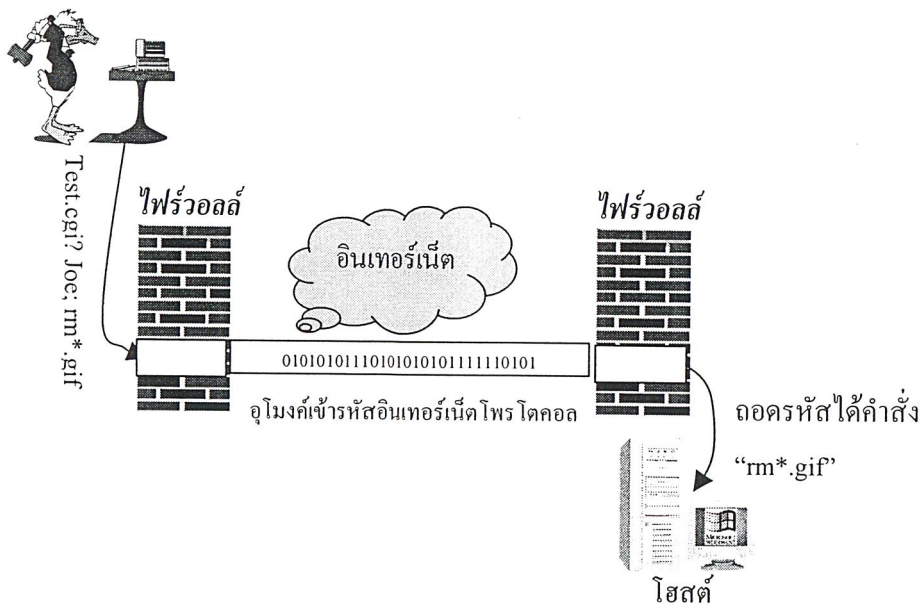 Test.cgi? Joe; rm*.gif
ไฟร์วอลล์
ไฟร์วอลล์
อินเทอร์เน็ต
0101010111010101010101111110101
อุโมงค์เข้ารหัสอินเทอร์เน็ตโพรโตคอล
ถอดรหัสได้คำสั่ง
“rm*.gif”
โฮสต์